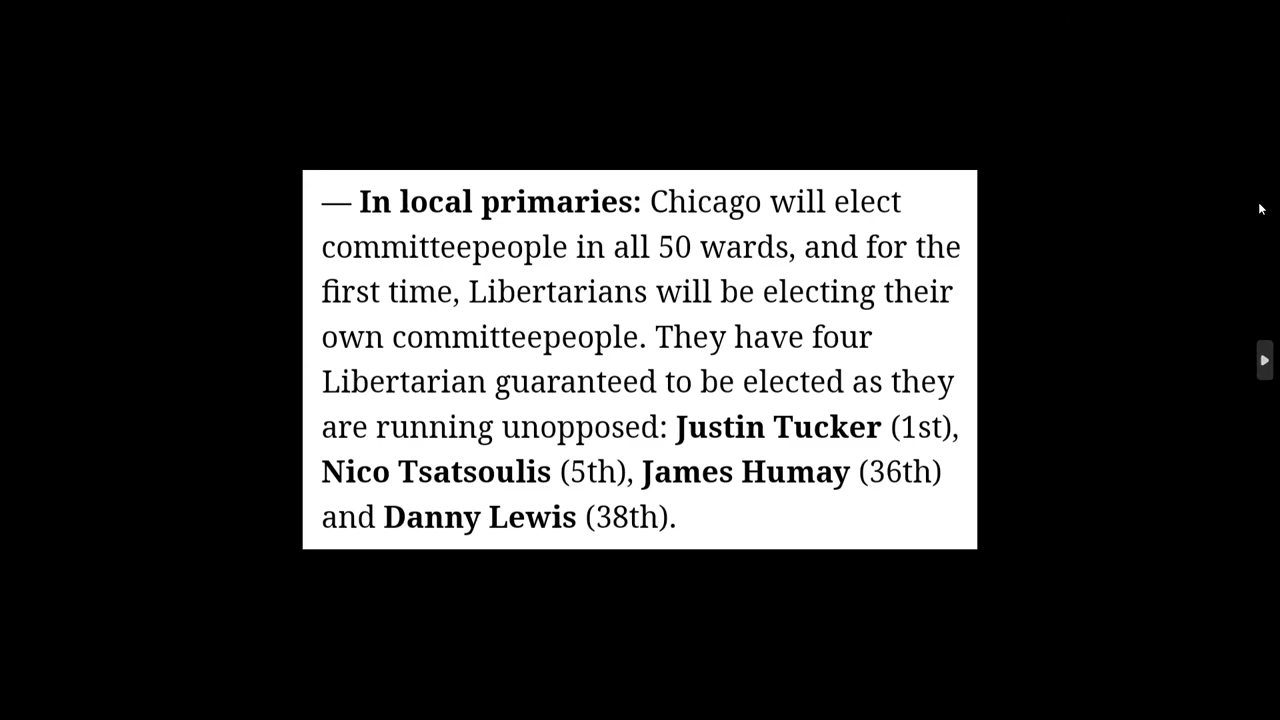 — In local primaries: Chicago will elect
committeepeople in all 50 wards, and for the
first time, Libertarians will be electing their
own committeepeople. They have four
Libertarian guaranteed to be elected as they
are running unopposed: Justin Tucker (1st),
Nico Tsatsoulis (5th), James Humay (36th)
and Danny Lewis (38th).